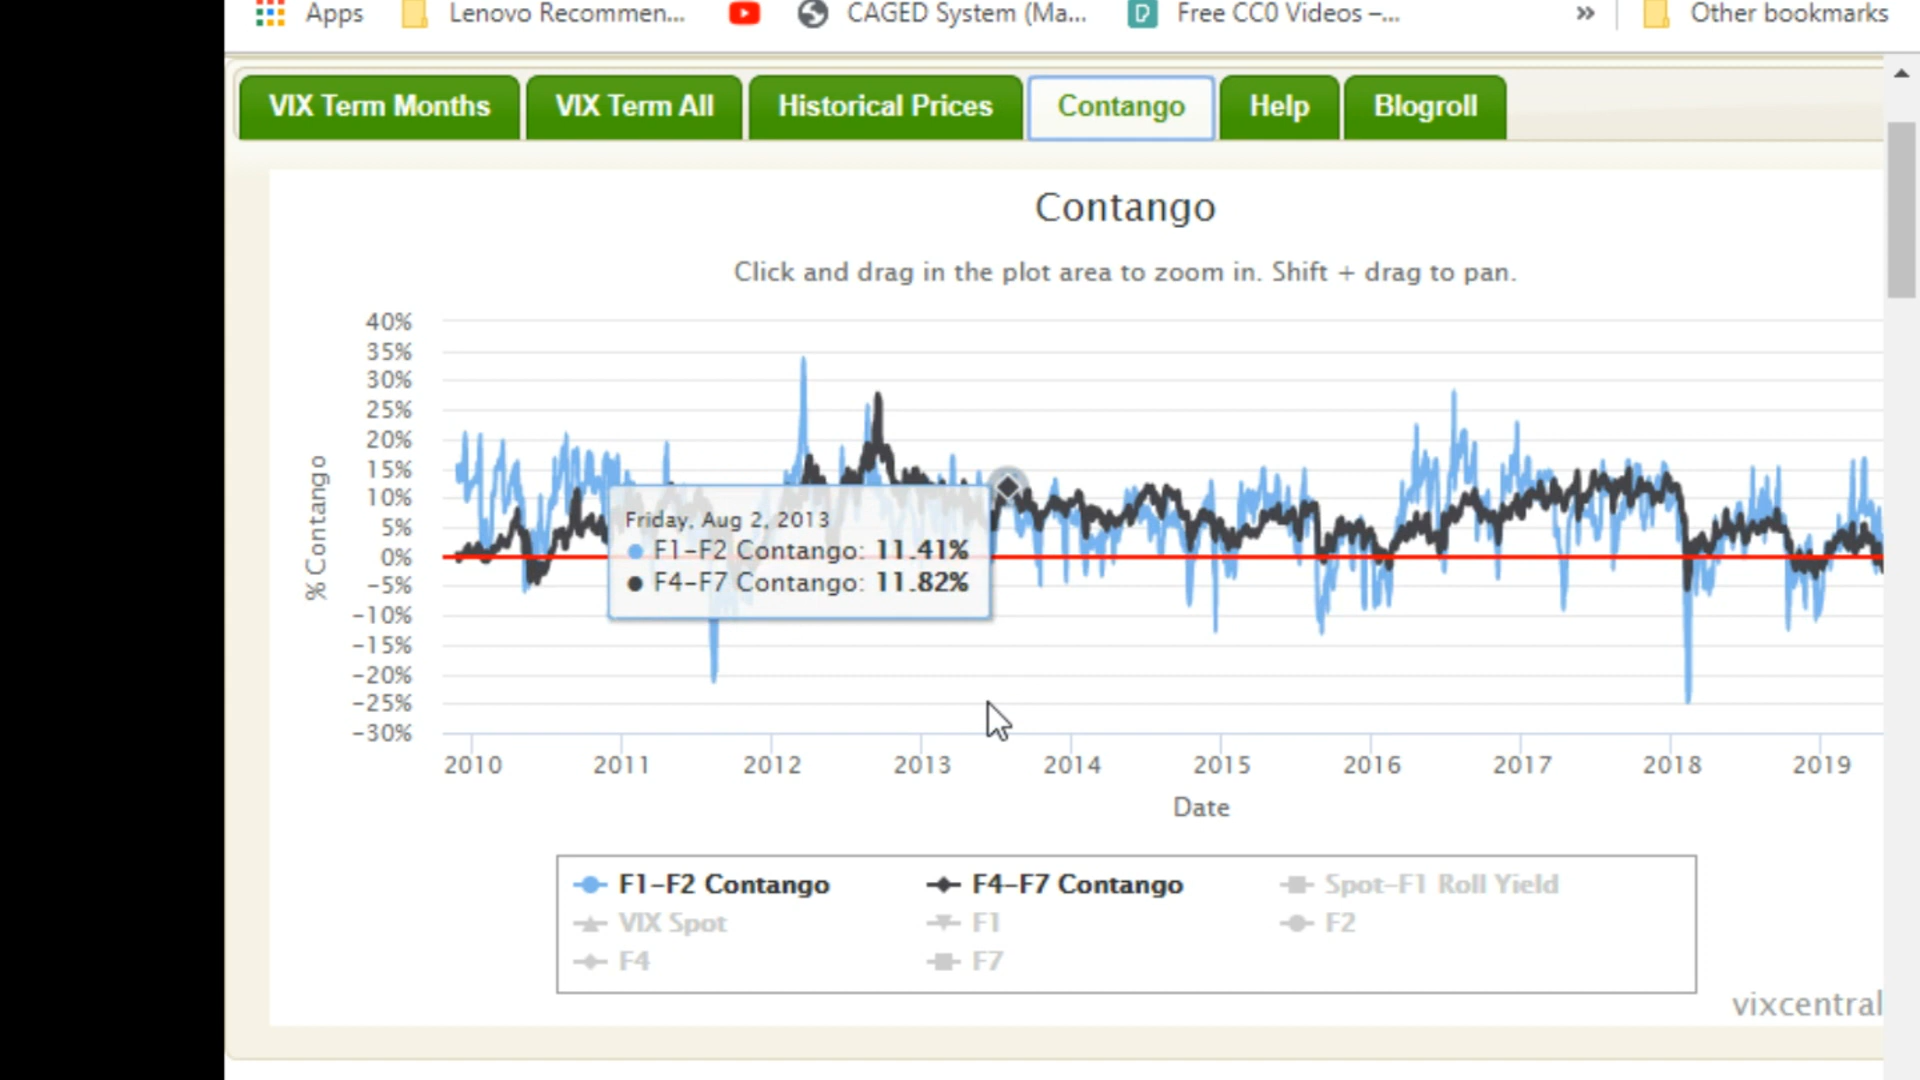 Apps Lenovo Recommen... CAGED System (Ma... Free CC0 Videos –... » Other bookmarks
VIX Term Months VIX Term All Historical Prices Contango Help Blogroll
Contango
Click and drag in the plot area to zoom in. Shift + drag to pan.
% Contango
40%
35%
30%
25%
20%
15%
10%
5%
0%
-5%
-10%
-15%
-20%
-25%
-30%
Friday, Aug 2, 2013
F1-F2 Contango: 11.41%
F4-F7 Contango: 11.82%
2010 2011 2012 2013 2014 2015 2016 2017 2018 2019
Date
F1-F2 Contango F4-F7 Contango Spot-F1 Roll Yield
VIX Spot F1 F2
F4 F7
vixcentral